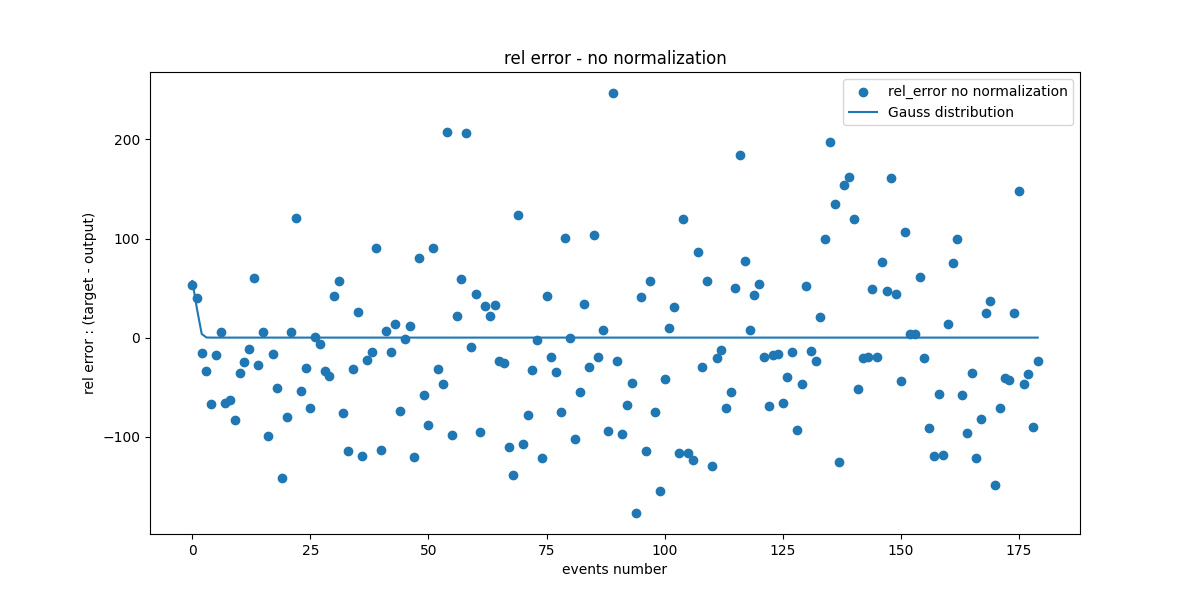 rel error - no normalization
rel_error no normalization
Gauss distribution
rel error : (target - output)
200
100
0
−100
0 25 50 75 100 125 150 175
events number